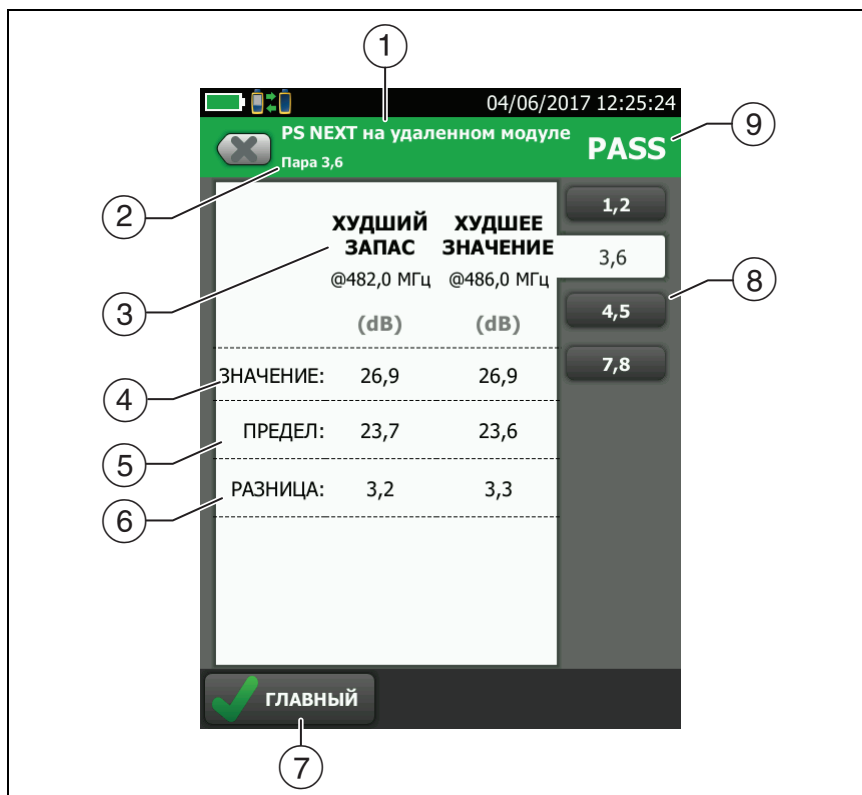 1
04/06/2017 12:25:24
PS NEXT на удаленном модуле
PASS
9
Пара 3,6
2
1,2
ХУДШИЙ ЗАПАС
ХУДШЕЕ ЗНАЧЕНИЕ
3,6
@482,0 МГц
@486,0 МГц
8
3
(dB)
(dB)
4,5
7,8
ЗНАЧЕНИЕ: 26,9 26,9
4
ПРЕДЕЛ: 23,7 23,6
5
РАЗНИЦА: 3,2 3,3
6
ГЛАВНЫЙ
7